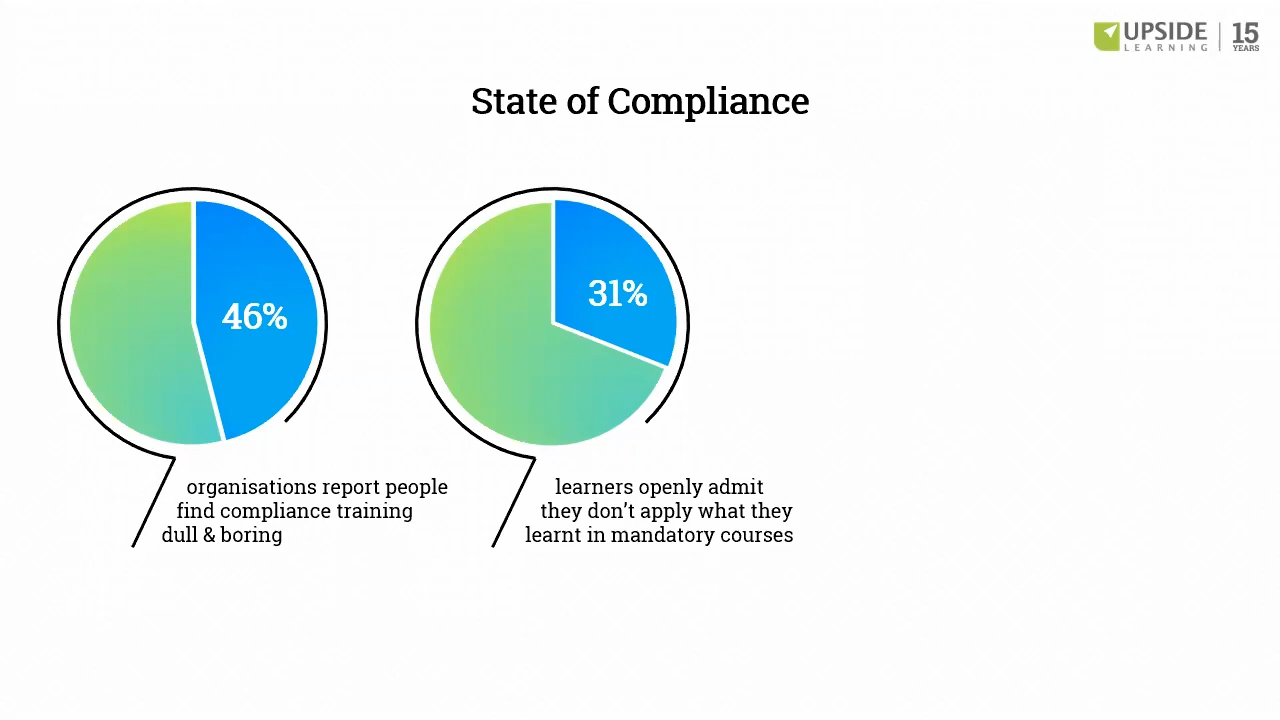 UPSIDE
LEARNING
15
YEARS
State of Compliance
46%
31%
organisations report people
find compliance training
dull & boring
learners openly admit
they don’t apply what they
learnt in mandatory courses